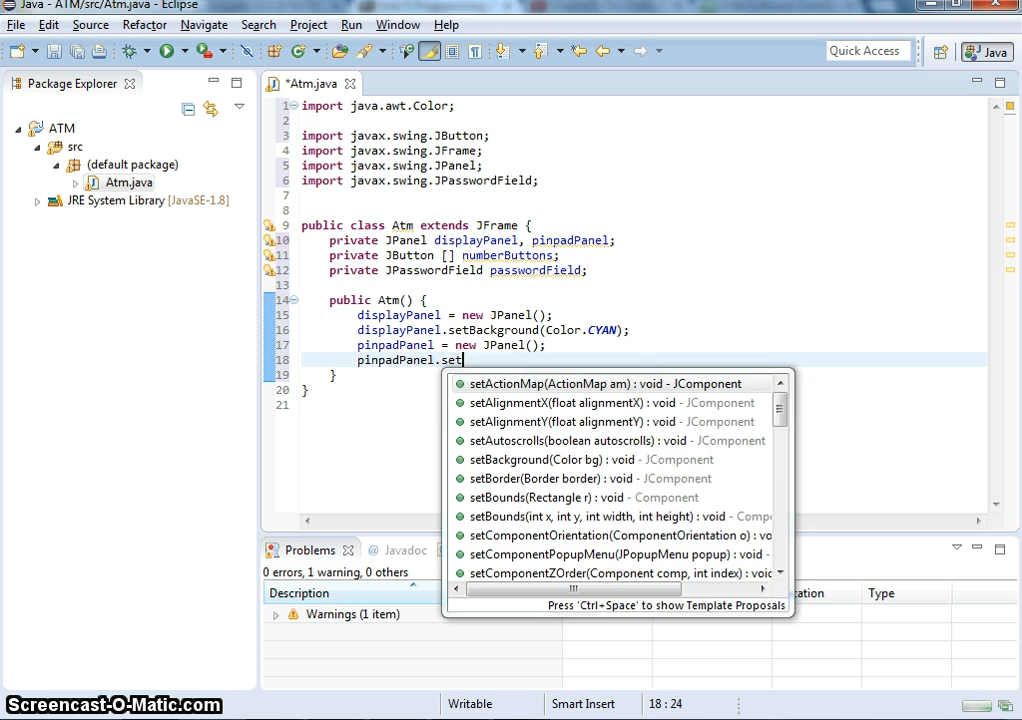 Java - ATM/src/Atm.java - Eclipse
File Edit Source Refactor Navigate Search Project Run Window Help
Quick Access
Java
Package Explorer
*Atm.java
ATM
src
(default package)
Atm.java
JRE System Library [JavaSE-1.8]
1 import java.awt.Color;
2
3 import javax.swing.JButton;
4 import javax.swing.JFrame;
5 import javax.swing.JPanel;
6 import javax.swing.JPasswordField;
7
8
9 public class Atm extends JFrame {
10 private JPanel displayPanel, pinpadPanel;
11 private JButton [] numberButtons;
12 private JPasswordField passwordField;
13
14 public Atm() {
15 displayPanel = new JPanel();
16 displayPanel.setBackground(Color.CYAN);
17 pinpadPanel = new JPanel();
18 pinpadPanel.set
19 }
20 }
21
setActionMap(ActionMap am) : void - JComponent
setAlignmentX(float alignmentX) : void - JComponent
setAlignmentY(float alignmentY) : void - JComponent
setAutoscrolls(boolean autoscrolls) : void - JComponent
setBackground(Color bg) : void - JComponent
setBorder(Border border) : void - JComponent
setBounds(Rectangle r) : void - Component
setBounds(int x, int y, int width, int height) : void - Compo
setComponentOrientation(ComponentOrientation o) : vo
setComponentPopupMenu(JPopupMenu popup) : void -
setComponentZOrder(Component comp, int index) : void
Press 'Ctrl+Space' to show Template Proposals
Problems @ Javadoc
0 errors, 1 warning, 0 others
Description ation Type
Warnings (1 item)
Writable Smart Insert 18 : 24
Screencast-O-Matic.com